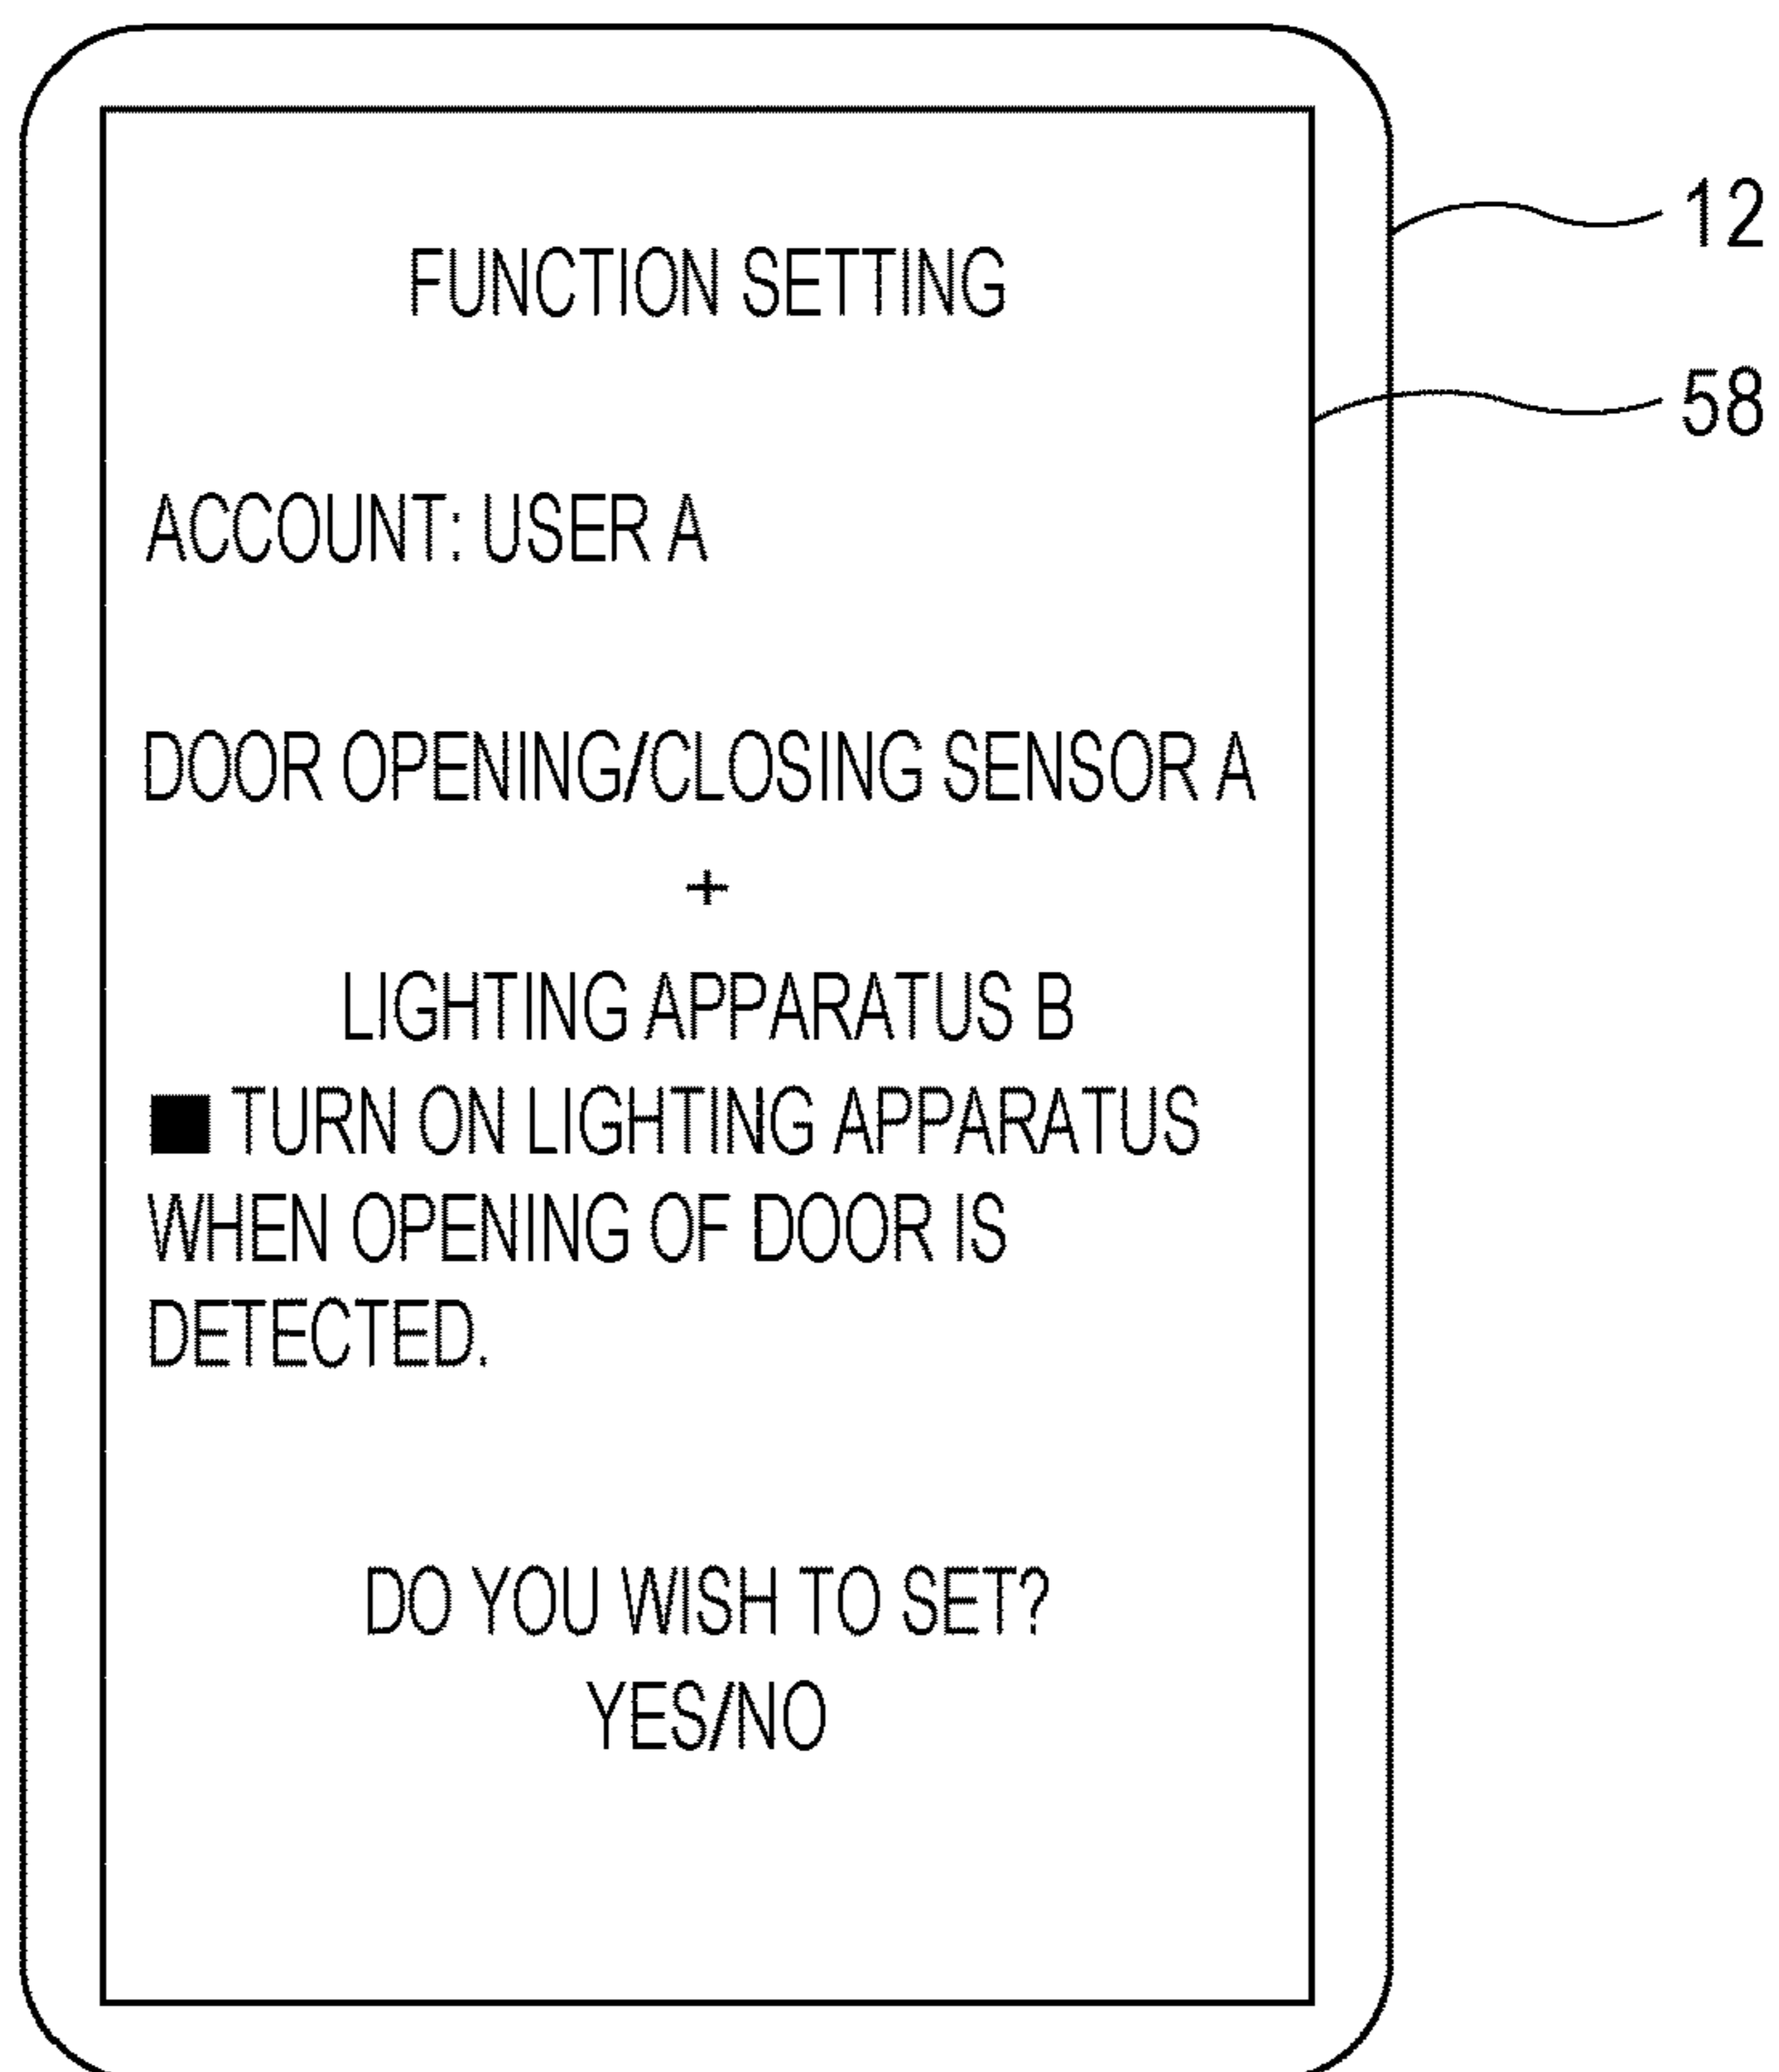 12
FUNCTION SETTING
58
ACCOUNT: USER A
DOOR OPENING/CLOSING SENSOR A
+
LIGHTING APPARATUS B
■ TURN ON LIGHTING APPARATUS
WHEN OPENING OF DOOR IS
DETECTED.
DO YOU WISH TO SET?
YES/NO